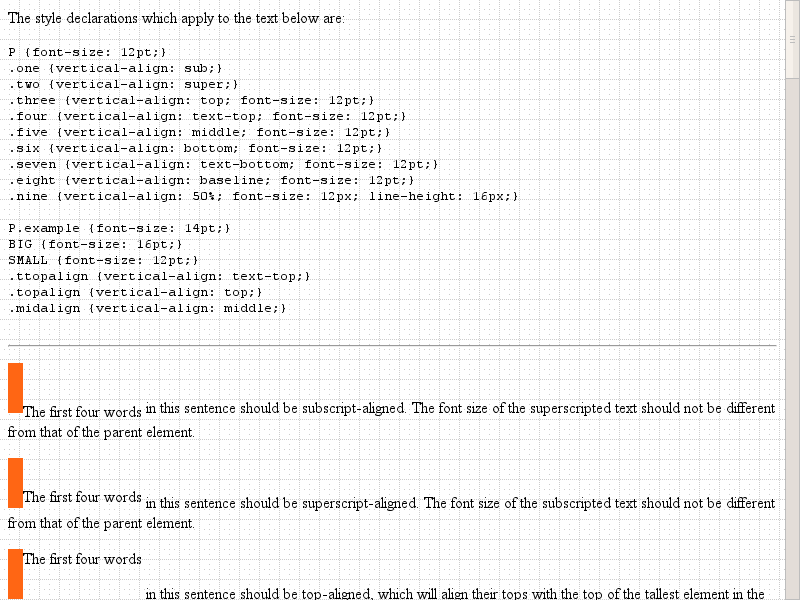 The style declarations which apply to the text below are:
P {font-size: 12pt;}
.one {vertical-align: sub;}
.two {vertical-align: super;}
.three {vertical-align: top; font-size: 12pt;}
.four {vertical-align: text-top; font-size: 12pt;}
.five {vertical-align: middle; font-size: 12pt;}
.six {vertical-align: bottom; font-size: 12pt;}
.seven {vertical-align: text-bottom; font-size: 12pt;}
.eight {vertical-align: baseline; font-size: 12pt;}
.nine {vertical-align: 50%; font-size: 12px; line-height: 16px;}
P.example {font-size: 14pt;}
BIG {font-size: 16pt;}
SMALL {font-size: 12pt;}
.ttopalign {vertical-align: text-top;}
.topalign {vertical-align: top;}
.midalign {vertical-align: middle;}
The first four words in this sentence should be subscript-aligned. The font size of the superscripted text should not be different
from that of the parent element.
The first four words in this sentence should be superscript-aligned. The font size of the subscripted text should not be different
from that of the parent element.
The first four words
in this sentence should be top-aligned, which will align their tops with the top of the tallest element in the